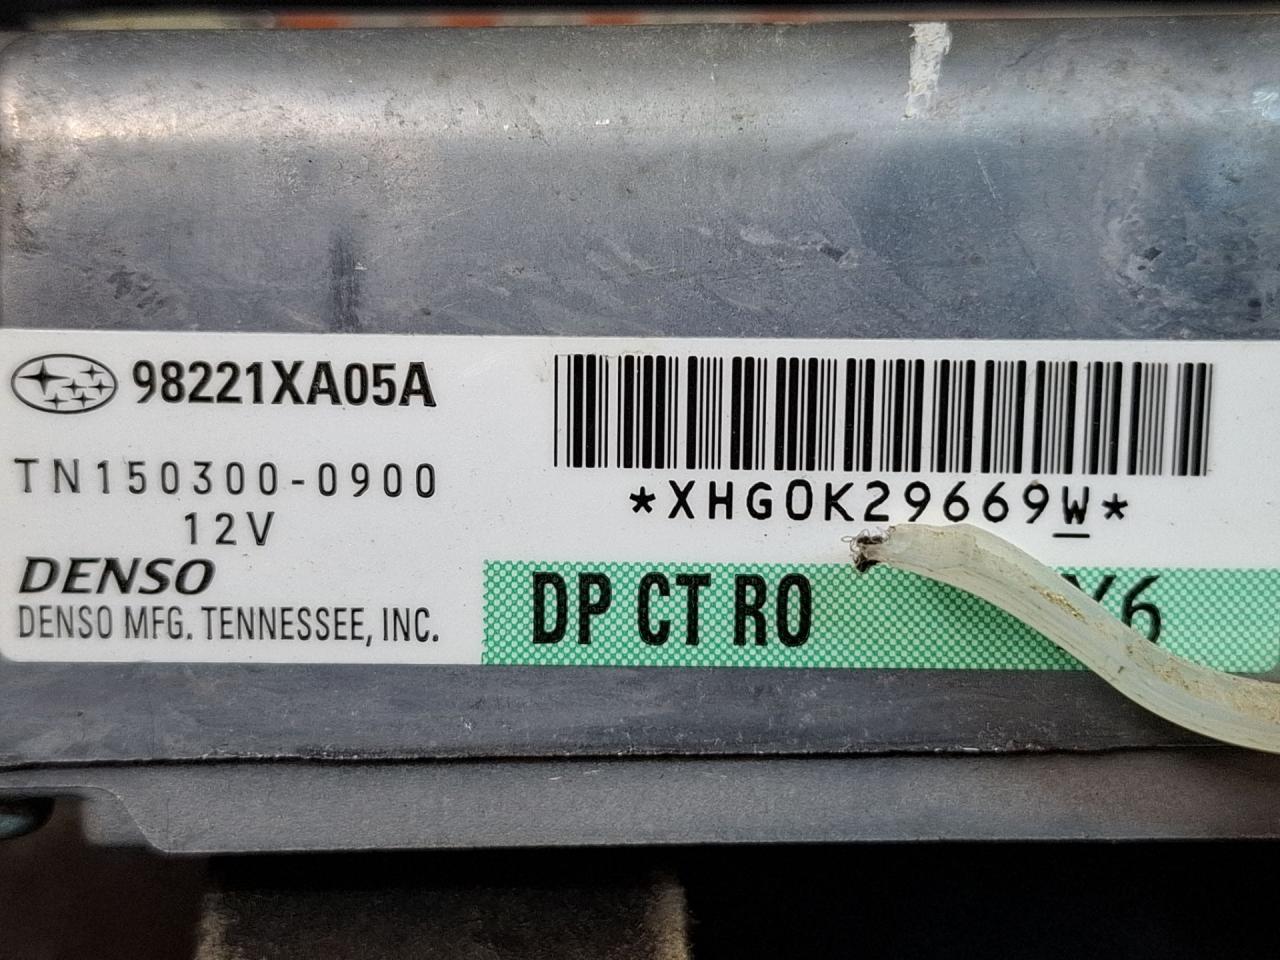 98221XA05A
TN150300-0900
12V
DENSO
DENSO MFG. TENNESSEE, INC.
*XHG0K29669W*
DP CT R0